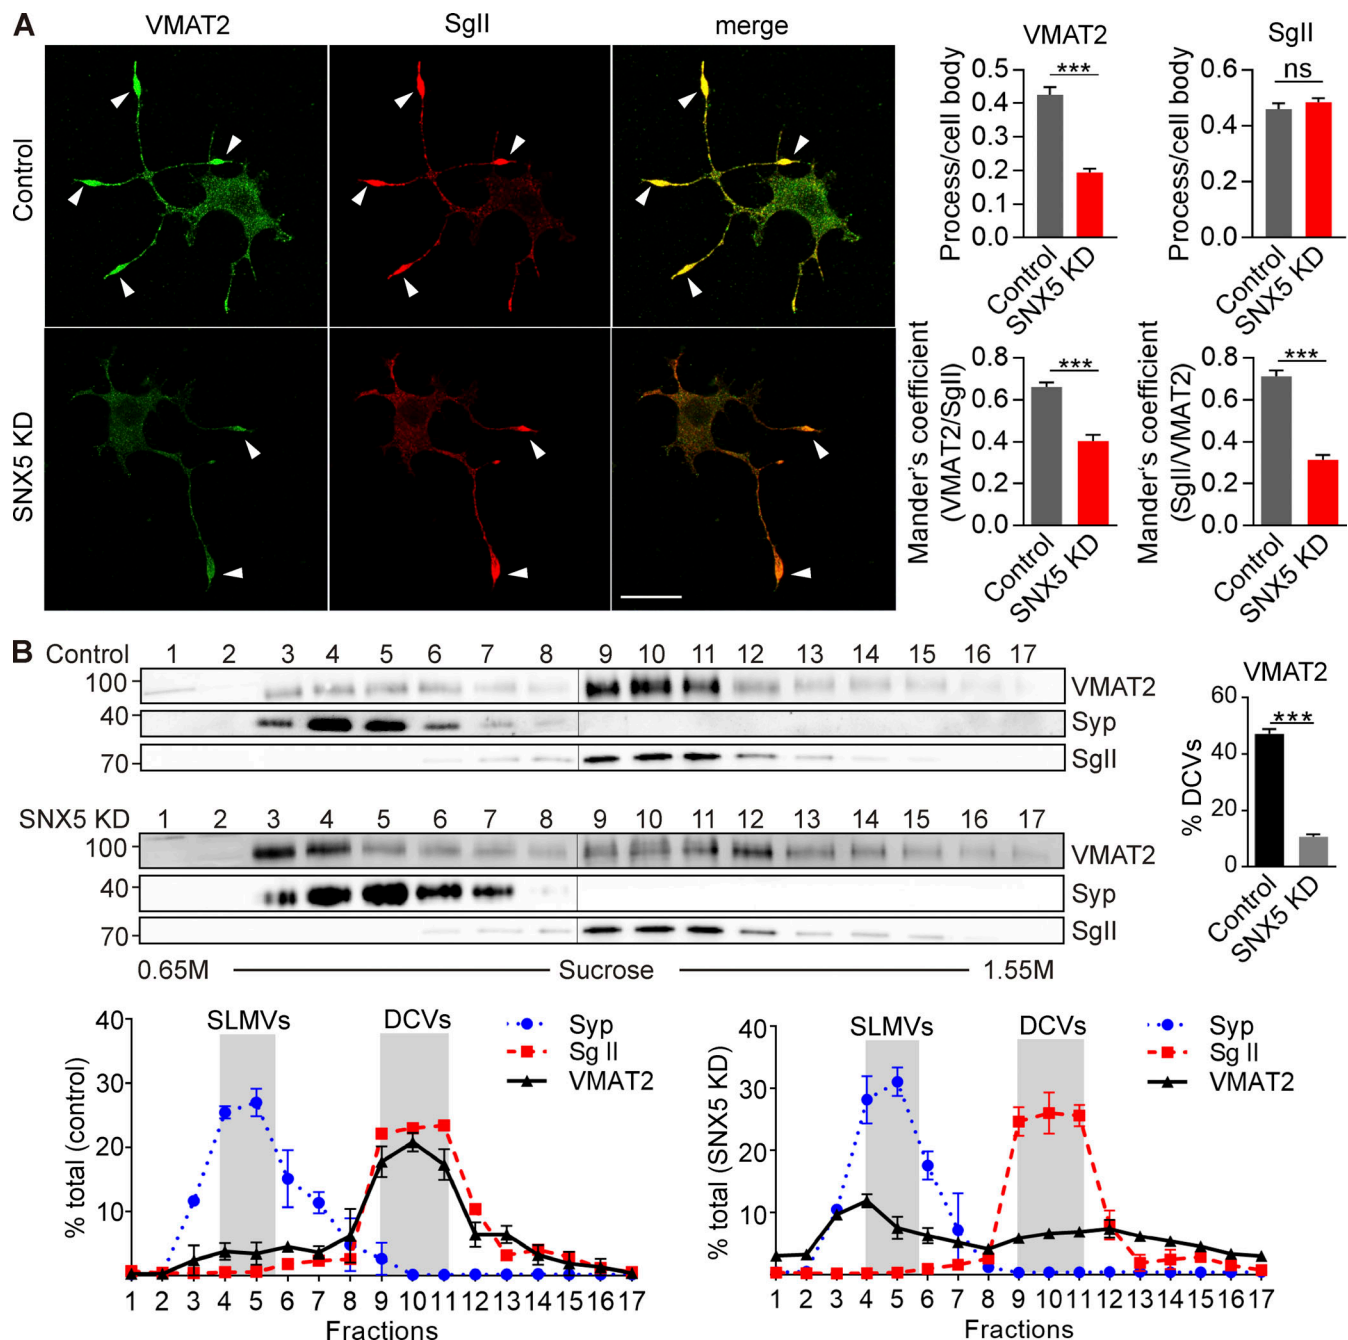 A
VMAT2
SgII
merge
Control
SNX5 KD
VMAT2
Process/cell body
0.5
0.4
0.3
0.2
0.1
0.0
***
Control
SNX5 KD
SgII
Process/cell body
0.6
0.4
0.2
0.0
ns
Control
SNX5 KD
Mander's coefficient
(VMAT2/SgII)
0.8
0.6
0.4
0.2
0.0
***
Control
SNX5 KD
Mander's coefficient
(SgII/VMAT2)
0.8
0.6
0.4
0.2
0.0
***
Control
SNX5 KD
B
Control 1 2 3 4 5 6 7 8 9 10 11 12 13 14 15 16 17
100 VMAT2
40 Syp
70 SgII
SNX5 KD 1 2 3 4 5 6 7 8 9 10 11 12 13 14 15 16 17
100 VMAT2
40 Syp
70 SgII
0.65M Sucrose 1.55M
VMAT2
% DCVs
60
40
20
0
***
Control
SNX5 KD
% total (control)
40
30
20
10
SLMVs
DCVs
Syp
Sg II
VMAT2
1 2 3 4 5 6 7 8 9 10 11 12 13 14 15 16 17
Fractions
% total (SNX5 KD)
40
30
20
10
SLMVs
DCVs
Syp
Sg II
VMAT2
1 2 3 4 5 6 7 8 9 10 11 12 13 14 15 16 17
Fractions